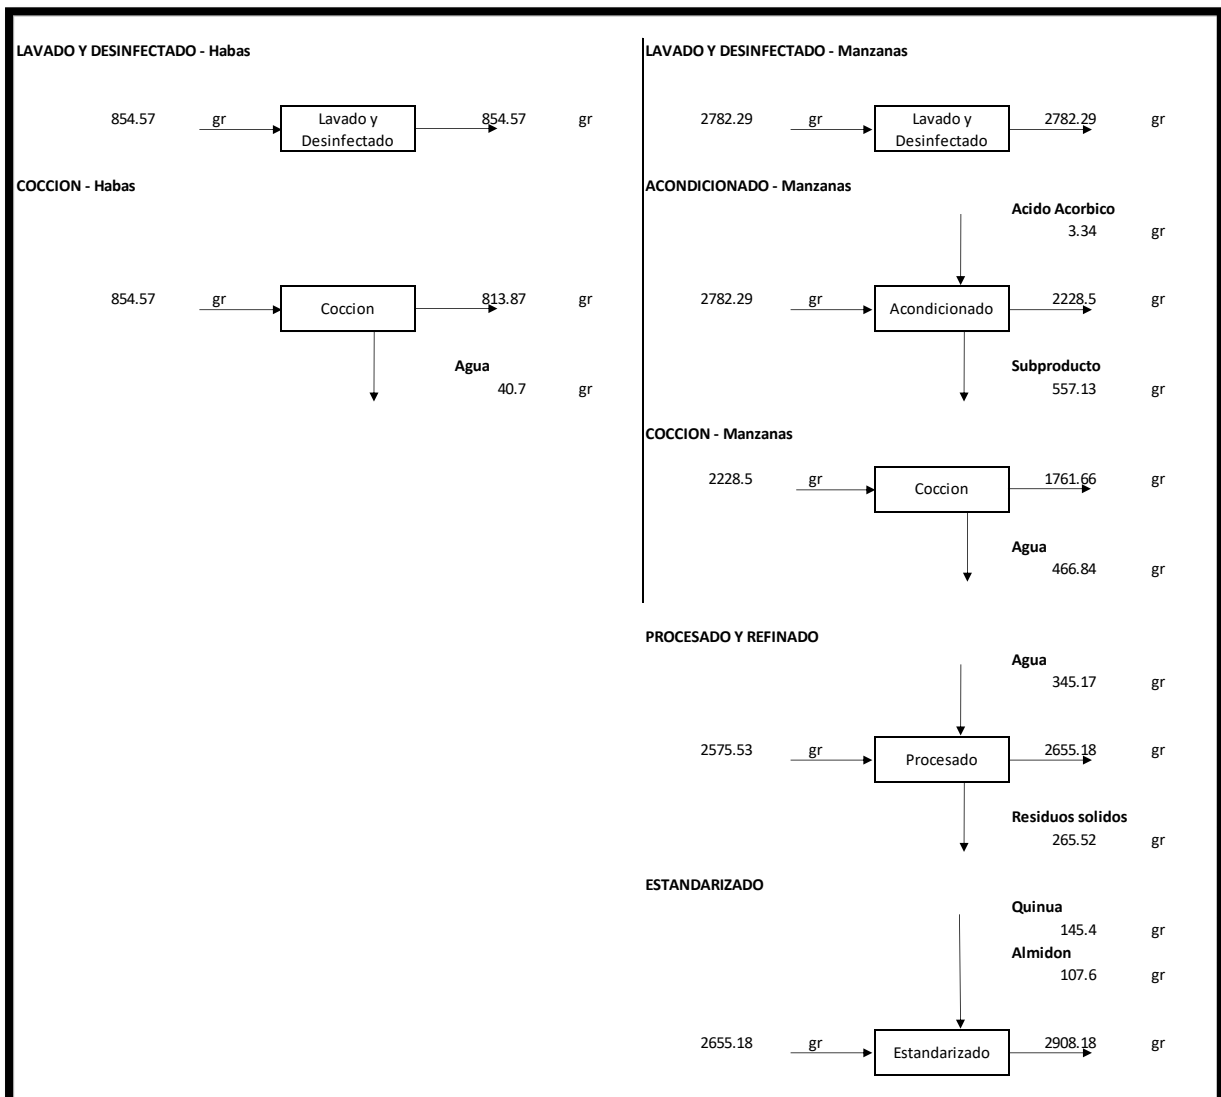 LAVADO Y DESINFECTADO - Habas
854.57 gr Lavado y 854.57 gr
Desinfectado
COCCION - Habas
854.57 gr Coccion 813.87 gr
Agua
40.7 gr
LAVADO Y DESINFECTADO - Manzanas
2782.29 gr Lavado y 2782.29 gr
Desinfectado
ACONDICIONADO - Manzanas
Acido Acorbico
3.34 gr
2782.29 gr Acondicionado 2228.5 gr
Subproducto
557.13 gr
COCCION - Manzanas
2228.5 gr Coccion 1761.66 gr
Agua
466.84 gr
PROCESADO Y REFINADO
Agua
345.17 gr
2575.53 gr Procesado 2655.18 gr
Residuos solidos
265.52 gr
ESTANDARIZADO
Quinua
145.4 gr
Almidon
107.6 gr
2655.18 gr Estandarizado 2908.18 gr